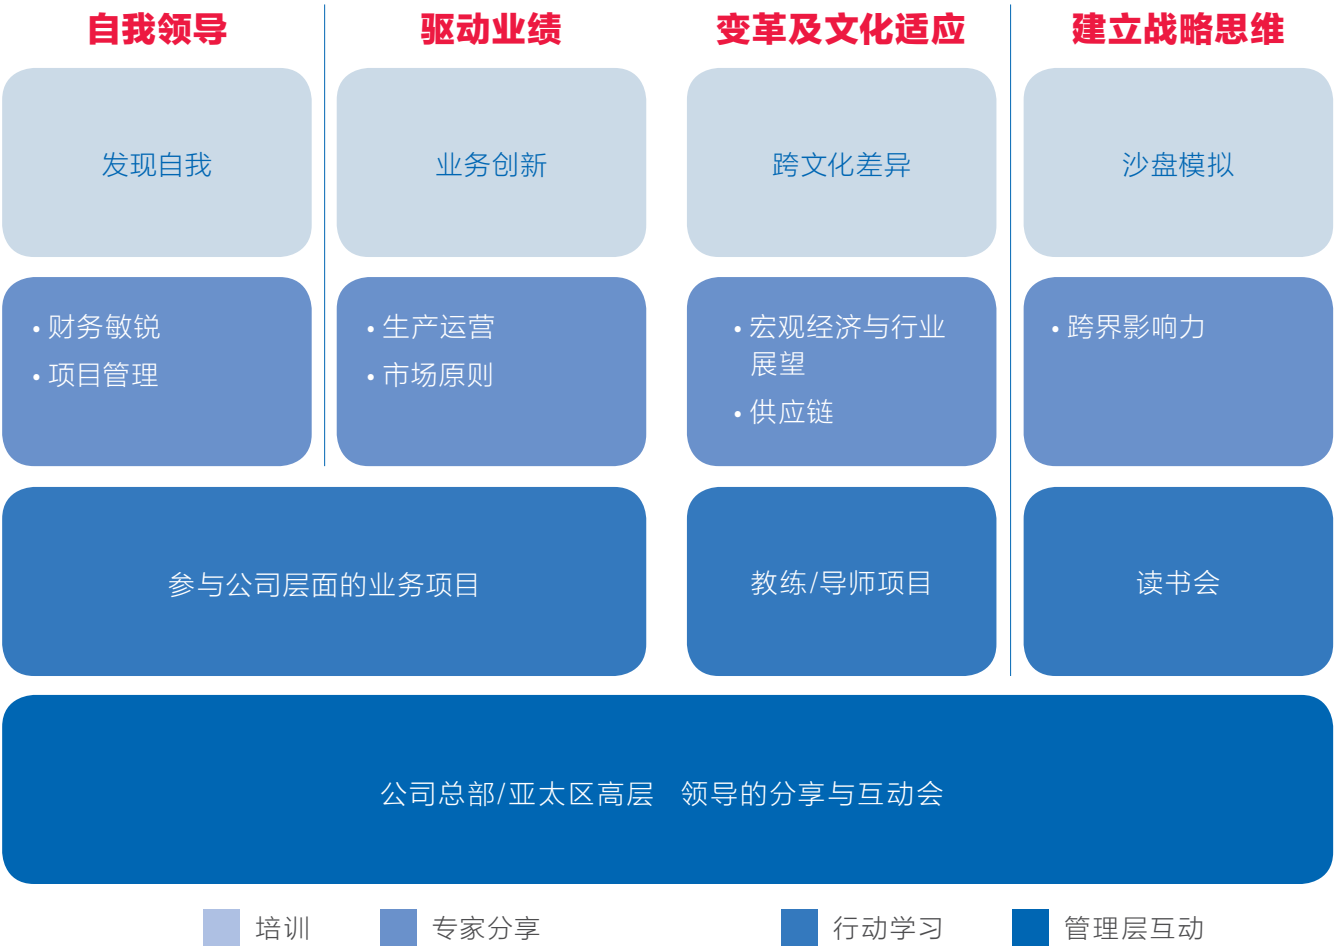 自我领导
驱动业绩
变革及文化适应
建立战略思维
发现自我
业务创新
跨文化差异
沙盘模拟
• 财务敏锐
• 项目管理
• 生产运营
• 市场原则
• 宏观经济与行业
展望
• 供应链
• 跨界影响力
参与公司层面的业务项目
教练/导师项目
读书会
公司总部/亚太区高层 领导的分享与互动会
培训
专家分享
行动学习
管理层互动